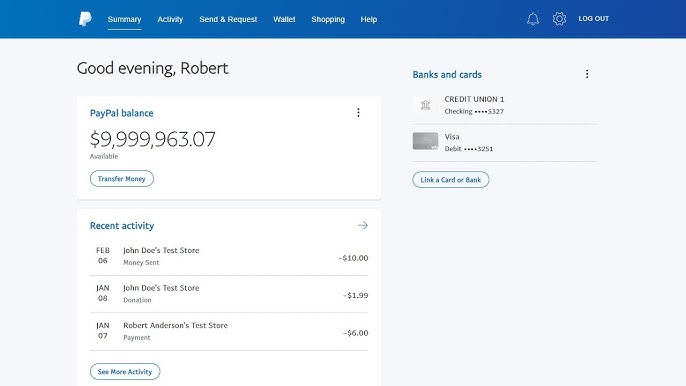 Summary Activity Send & Request Wallet Shopping Help LOG OUT
Good evening, Robert
PayPal balance
$9,999,963.07
Available
Transfer Money
Recent activity
FEB 06 John Doe's Test Store
Money Sent
-$10.00
JAN 08 John Doe's Test Store
Donation
-$1.99
JAN 07 Robert Anderson's Test Store
Payment
-$6.00
See More Activity
Banks and cards
CREDIT UNION 1
Checking ••••5327
Visa
Debit ••••3251
Link a Card or Bank